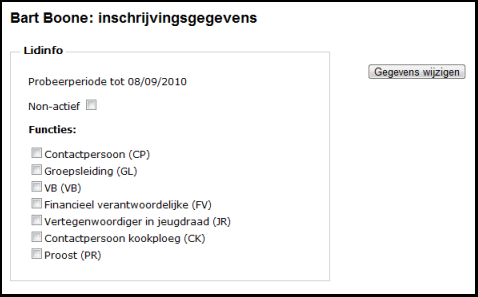 Bart Boone: inschrijvingsgegevens
Lidinfo
Gegevens wijzigen
Probeerperiode tot 08/09/2010
Non-actief
Functies:
Contactpersoon (CP)
Groepsleiding (GL)
VB (VB)
Financieel verantwoordelijke (FV)
Vertegenwoordiger in jeugdraad (JR)
Contactpersoon kookploeg (CK)
Proost (PR)